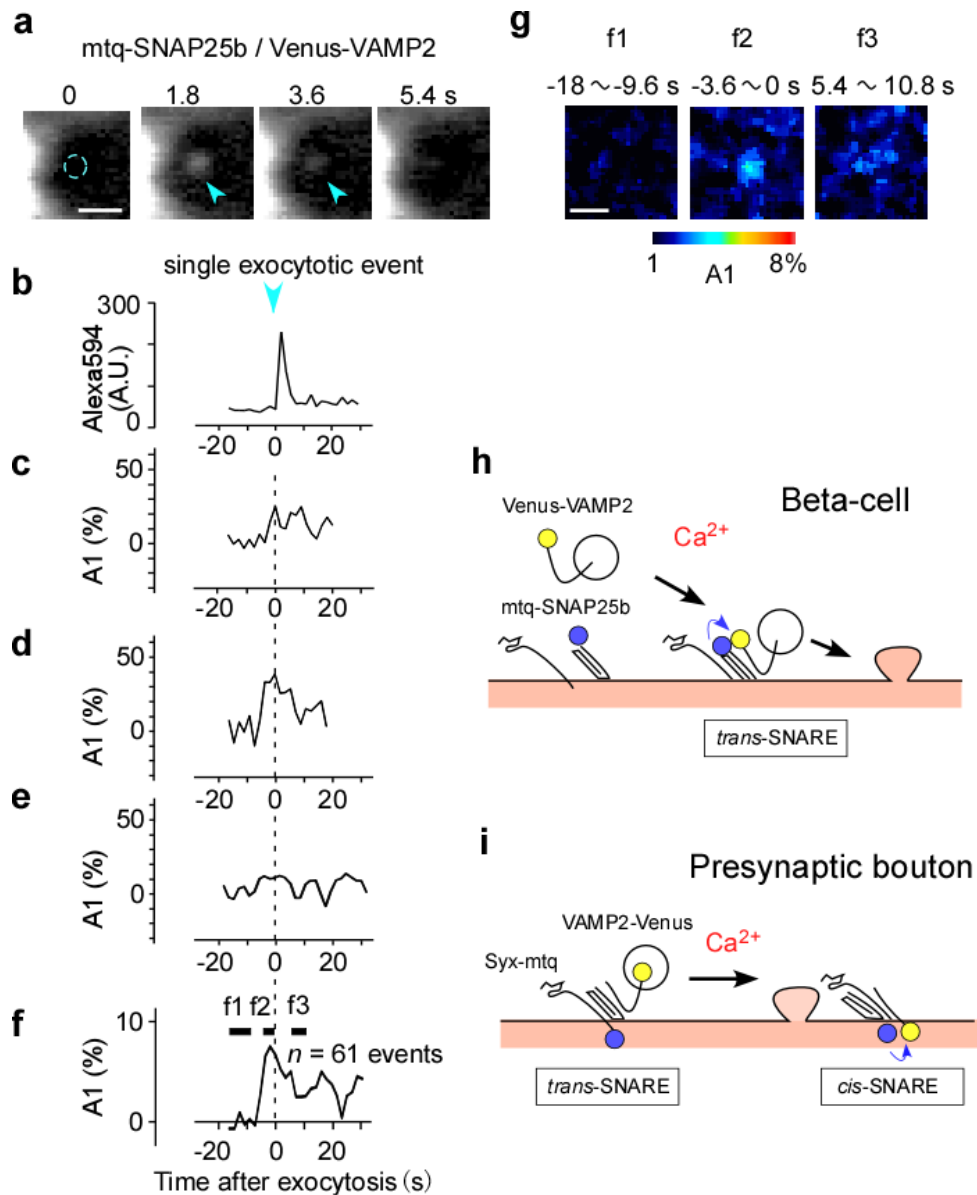 a
mtq-SNAP25b / Venus-VAMP2
0 1.8 3.6 5.4 s
single exocytotic event
b
300
Alexa594
(A.U.)
0
-20 0 20
c
50
A1 (%)
0
-20 0 20
d
50
A1 (%)
0
-20 0 20
e
50
A1 (%)
0
-20 0 20
f
f1 f2 f3
10
n = 61 events
A1 (%)
0
-20 0 20
Time after exocytosis (s)
g
f1 f2 f3
-18 ~ -9.6 s -3.6 ~ 0 s 5.4 ~ 10.8 s
1 A1 8%
h
Beta-cell
Venus-VAMP2
Ca²⁺
mtq-SNAP25b
trans-SNARE
i
Presynaptic bouton
VAMP2-Venus
Ca²⁺
Syx-mtq
trans-SNARE cis-SNARE